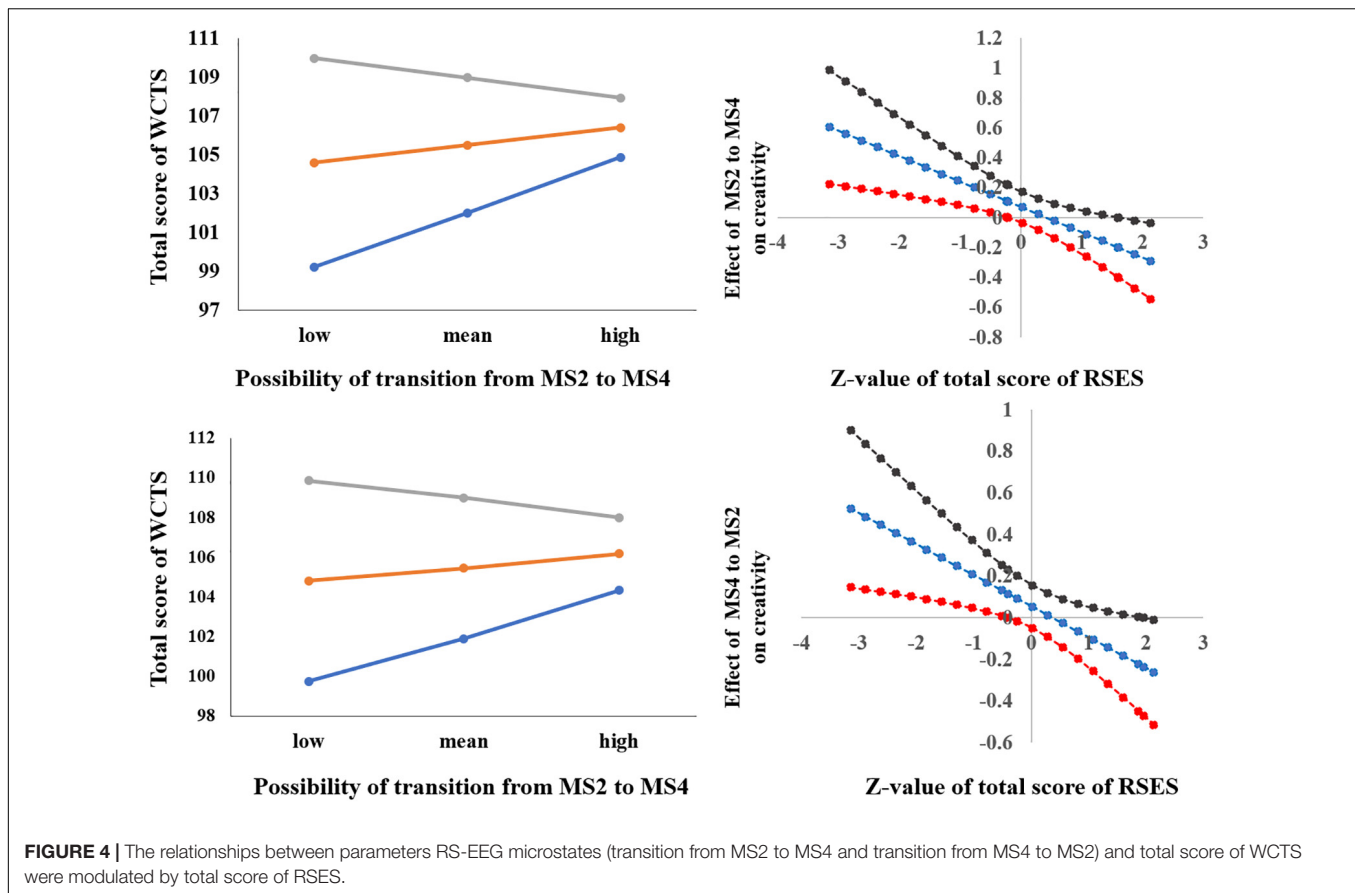 111
109
107
105
103
101
99
97
Total score of WCTS
low
mean
high
Possibility of transition from MS2 to MS4
1.2
1
0.8
0.6
0.4
0.2
0
-0.2
-0.4
-0.6
-0.8
-4
-3
-2
-1
0
1
2
3
Effect of MS2 to MS4
on creativity
Z-value of total score of RSES
112
110
108
106
104
102
100
98
Total score of WCTS
low
mean
high
Possibility of transition from MS2 to MS4
1
0.8
0.6
0.4
0.2
0
-0.2
-0.4
-0.6
-4
-3
-2
-1
0
1
2
3
Effect of MS4 to MS2
on creativity
Z-value of total score of RSES
FIGURE 4 | The relationships between parameters RS-EEG microstates (transition from MS2 to MS4 and transition from MS4 to MS2) and total score of WCTS
were modulated by total score of RSES.